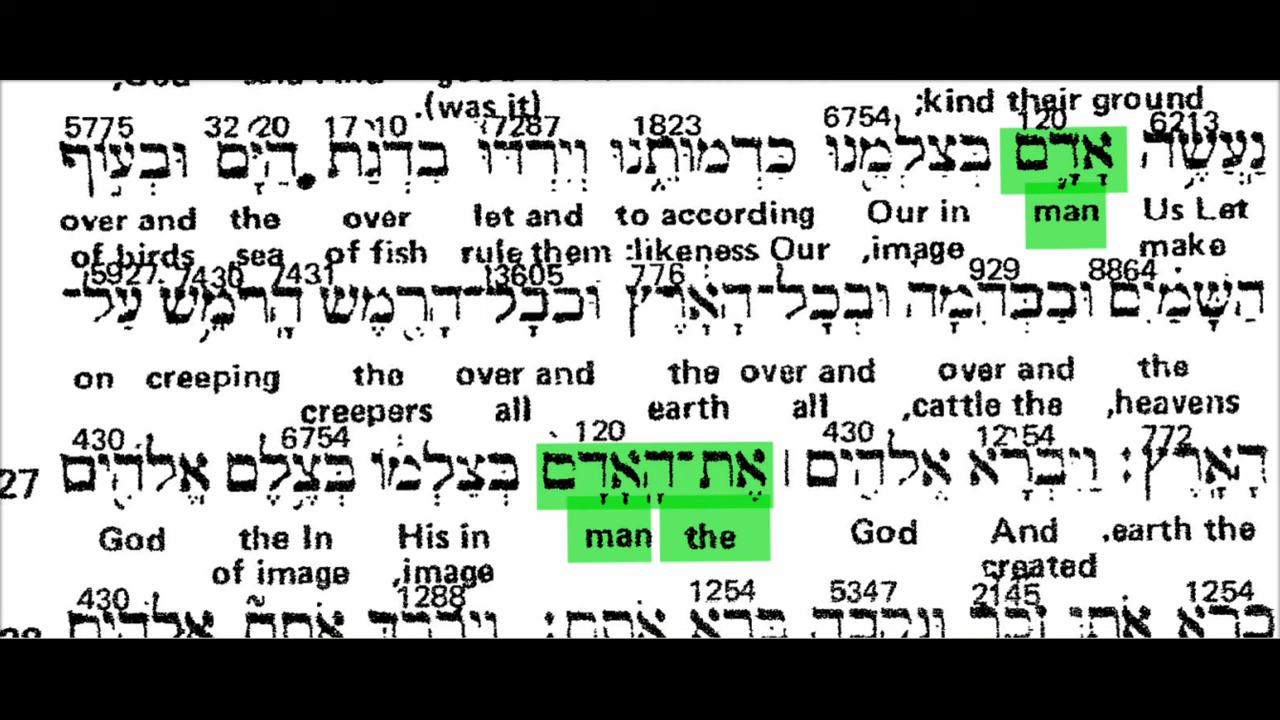 .(was it) ;kind their ground
5775 32 20 17 10 7287 1823 6754 120 6213
נַעֲשֶׂה אָדָם בְּצַלְמֵנוּ כִּדְמוּתֵנוּ וְיִרְדּוּ בִדְגַת הַיָּם וּבְעוֹף
over and the over let and to according Our in man Us Let
of birds sea of fish rule them :likeness Our ,image make
5927 7430 7431 3605 776 929 8864
הַשָּׁמַיִם וּבַבְּהֵמָה וּבְכָל־הָאָרֶץ וּבְכָל־הָרֶמֶשׂ הָרֹמֵשׂ עַל־
on creeping the over and the over and over and the
creepers all earth all ,cattle the ,heavens
430 6754 120 430 1254 772
הָאָרֶץ׃ וַיִּבְרָא אֱלֹהִים ׀ אֶת־הָאָדָם בְּצַלְמוֹ בְּצֶלֶם אֱלֹהִים 27
God the In His in man the God And .earth the
of image ,image created
430 1288 1254 5347 2145 1254